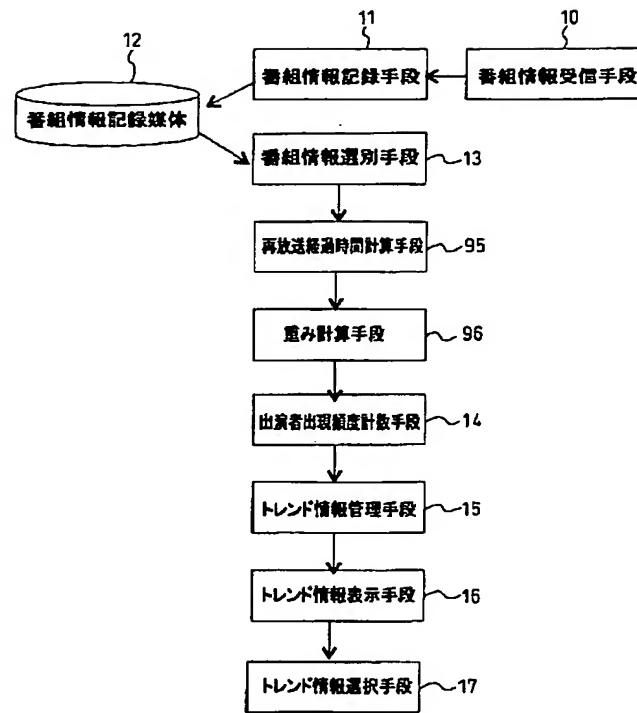 12
11
10
番組情報記録手段
番組情報受信手段
番組情報記録媒体
番組情報選別手段
13
再放送経過時間計算手段
95
重み計算手段
96
出演者出現頻度計数手段
14
トレンド情報管理手段
15
トレンド情報表示手段
16
トレンド情報選択手段
17